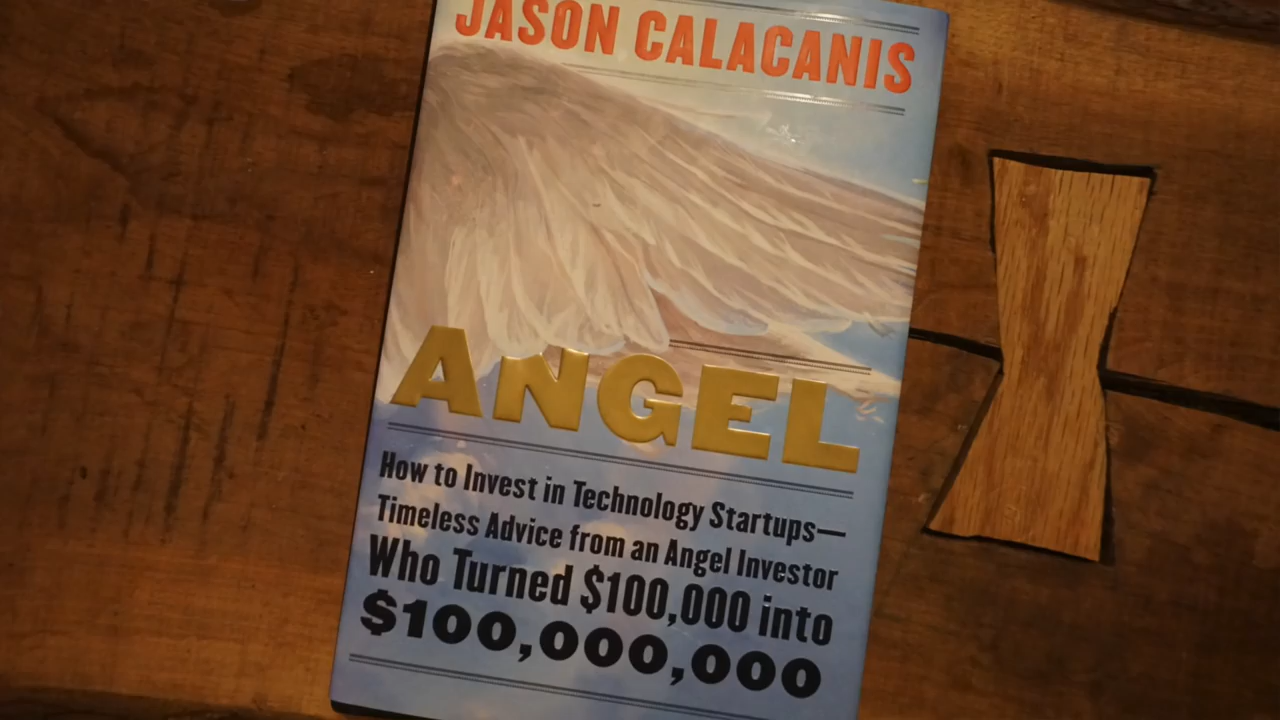 JASON CALACANIS
ANGEL
How to Invest in Technology Startups—
Timeless Advice from an Angel Investor
Who Turned $100,000 into
$100,000,000